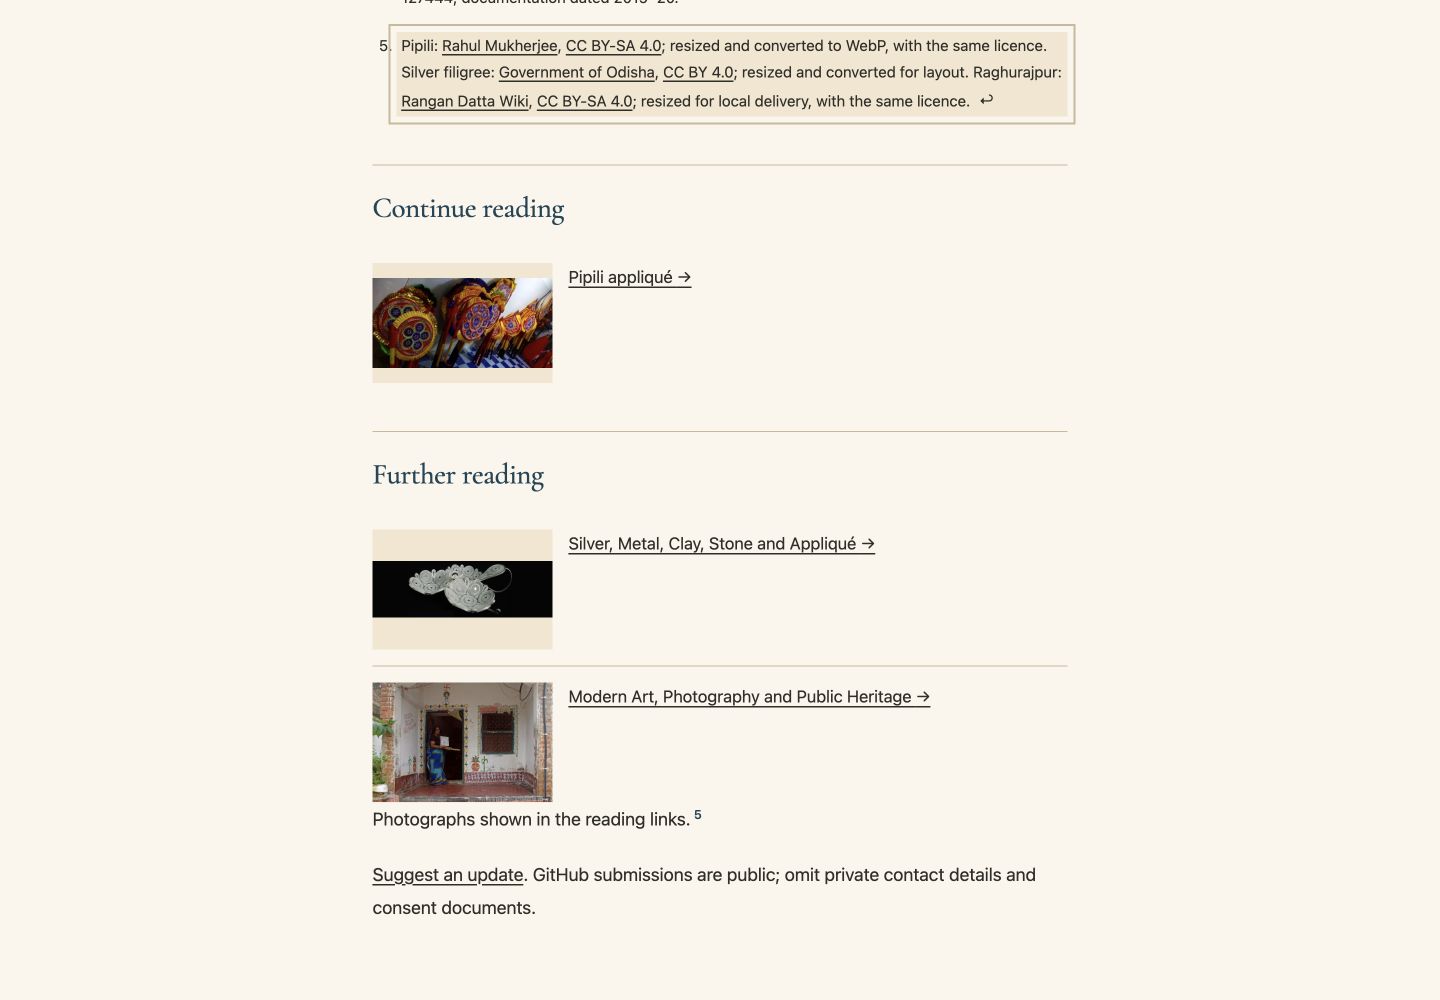 5. Pipili: Rahul Mukherjee, CC BY-SA 4.0; resized and converted to WebP, with the same licence.
Silver filigree: Government of Odisha, CC BY 4.0; resized and converted for layout. Raghurajpur:
Rangan Datta Wiki, CC BY-SA 4.0; resized for local delivery, with the same licence. ↩
Continue reading
Pipili appliqué →
Further reading
Silver, Metal, Clay, Stone and Appliqué →
Modern Art, Photography and Public Heritage →
Photographs shown in the reading links. 5
Suggest an update. GitHub submissions are public; omit private contact details and
consent documents.